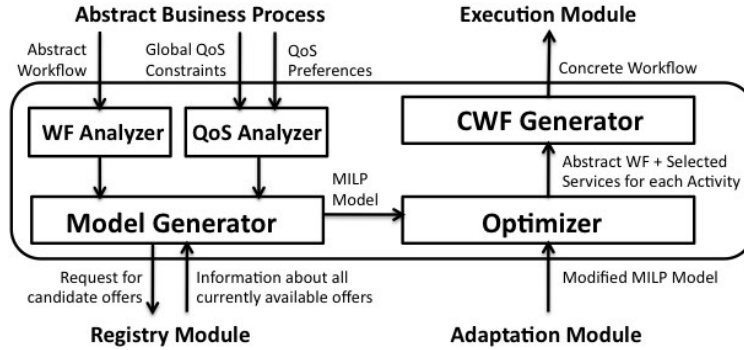 Abstract Business Process
Execution Module
Abstract
Workflow
Global QoS
Constraints
QoS
Preferences
Concrete Workflow
WF Analyzer
QoS Analyzer
CWF Generator
MILP
Model
Abstract WF + Selected
Services for each Activity
Model Generator
Optimizer
Request for
candidate offers
Information about all
currently available offers
Modified MILP Model
Registry Module
Adaptation Module